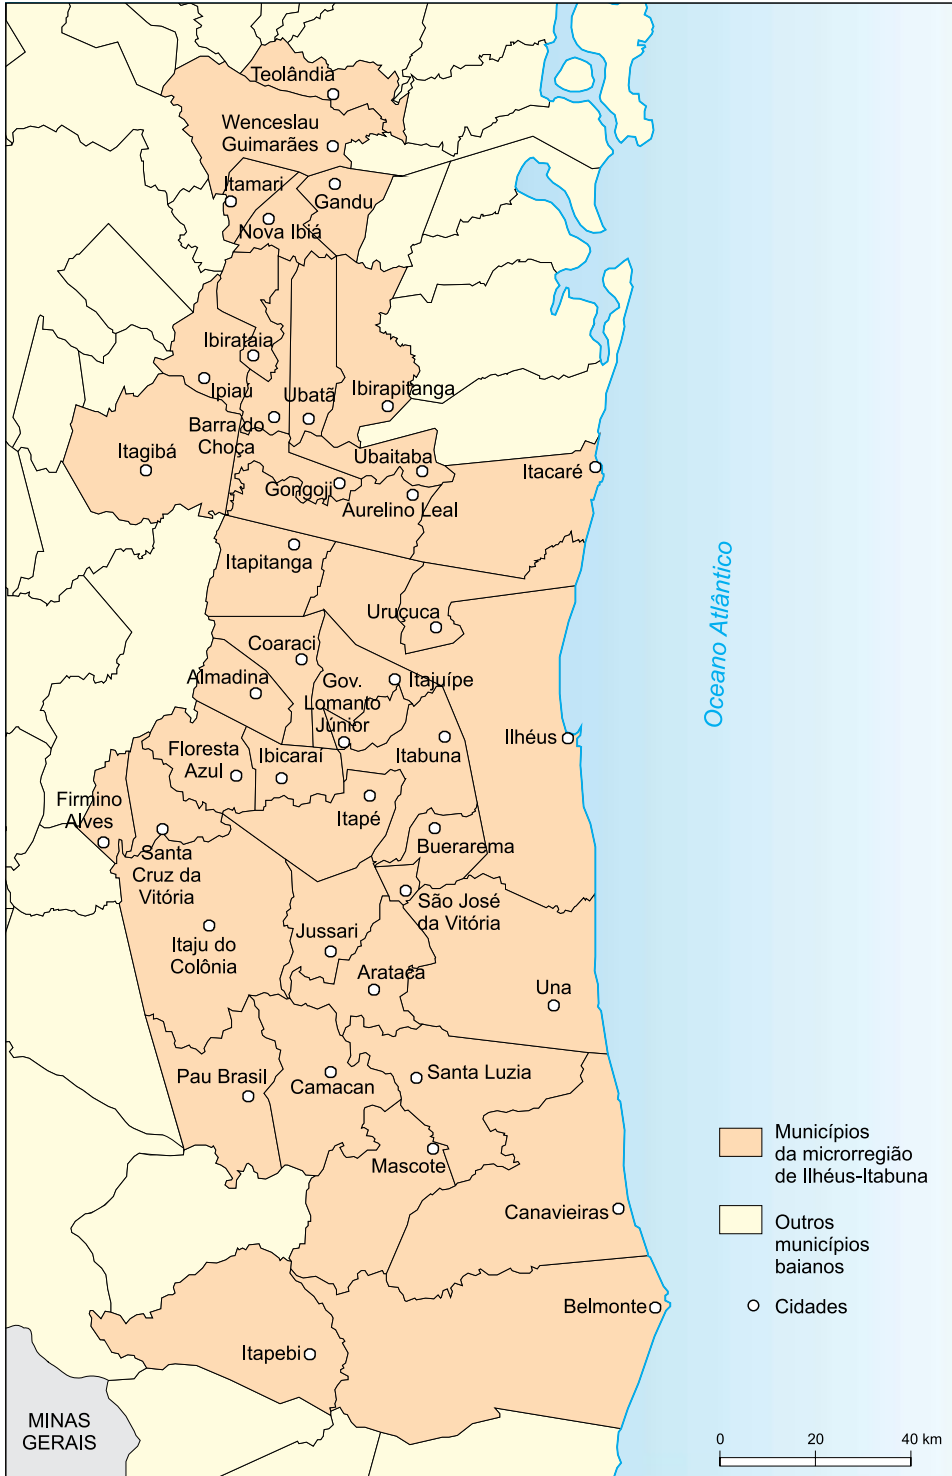 Teolândia
Wenceslau
Guimarães
Itamari
Gandu
Nova Ibiá
Ibirataia
Ipiaú
Ubatã
Ibirapitanga
Barra do
Choça
Itagibá
Ubaitaba
Itacaré
Gongoji
Aurelino Leal
Itapitanga
Uruçuca
Coaraci
Almadina
Gov.
Lomanto
Júnior
Itajuípe
Ilhéus
Floresta
Azul
Ibicaraí
Itabuna
Firmino
Alves
Itapé
Buerarema
Santa
Cruz da
Vitória
São José
da Vitória
Itaju do
Colônia
Jussari
Arataca
Una
Pau Brasil
Camacan
Santa Luzia
Mascote
Canavieiras
Belmonte
Itapebi
Oceano Atlântico
Municípios
da microrregião
de Ilhéus-Itabuna
Outros
municípios
baianos
Cidades
MINAS
GERAIS
0 20 40 km